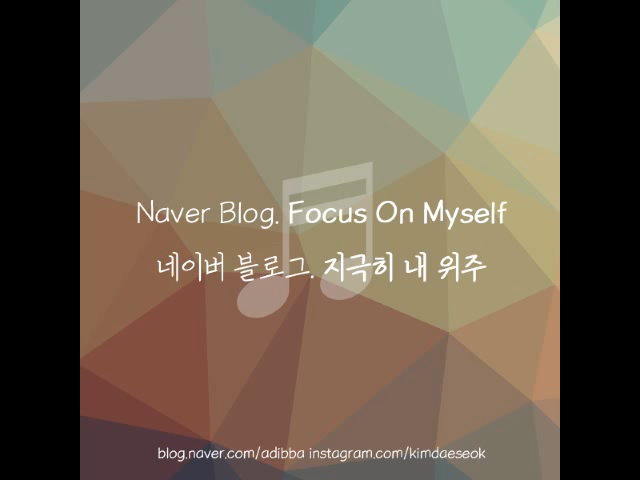 Naver Blog. Focus On Myself
네이버 블로그. 지극히 내 위주
blog.naver.com/adibba instagram.com/kimdaeseok